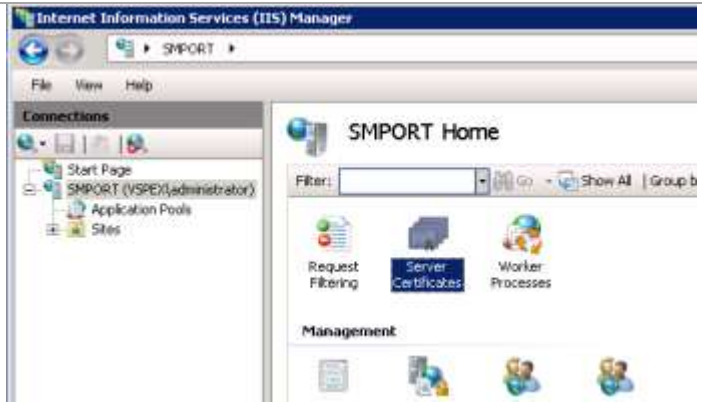 Internet Information Services (IIS) Manager
SMPORT
File View Help
Connections
Start Page
SMPORT (VSPEX\administrator)
Application Pools
Sites
SMPORT Home
Filter: Go Show All Group b
Request Filtering
Server Certificates
Worker Processes
Management